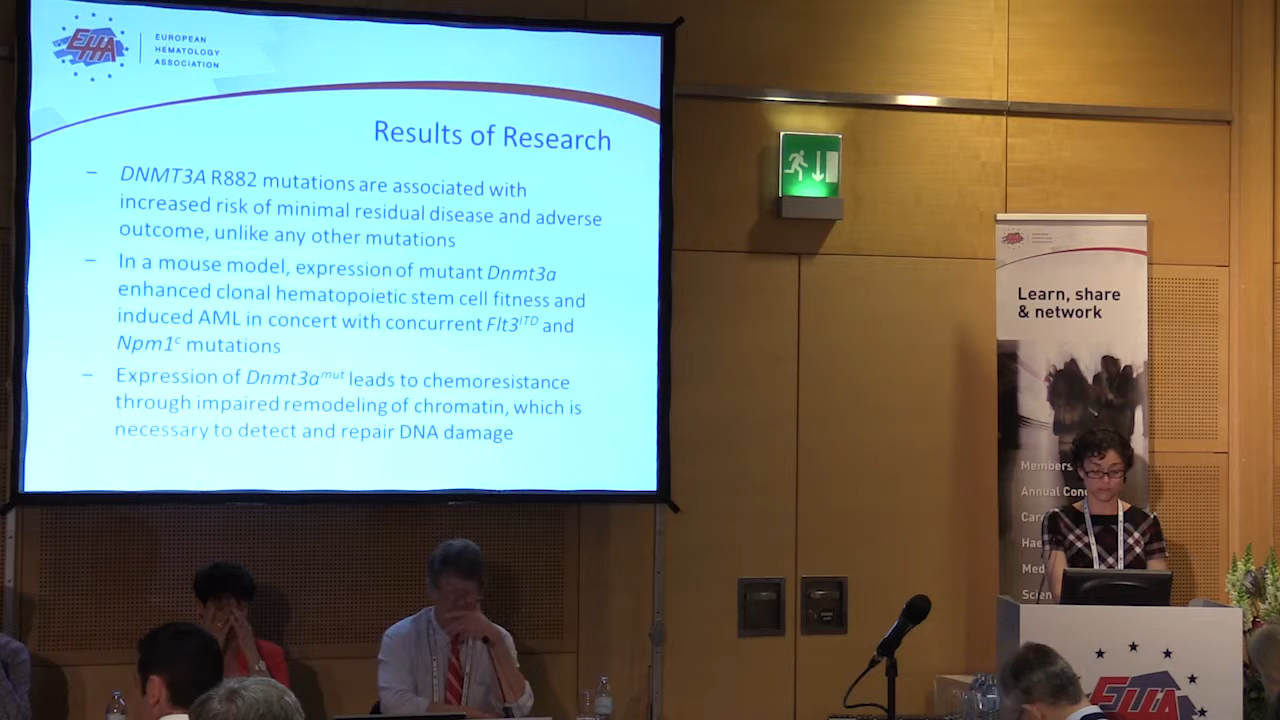 EHA
EUROPEAN
HEMATOLOGY
ASSOCIATION
Results of Research
– DNMT3A R882 mutations are associated with
increased risk of minimal residual disease and adverse
outcome, unlike any other mutations
– In a mouse model, expression of mutant Dnmt3a
enhanced clonal hematopoietic stem cell fitness and
induced AML in concert with concurrent Flt3ITD and
Npm1c mutations
– Expression of Dnmt3amut leads to chemoresistance
through impaired remodeling of chromatin, which is
necessary to detect and repair DNA damage
Learn, share
& network
Members
Annual Con
Care
Hae
Med
Scien
EHA